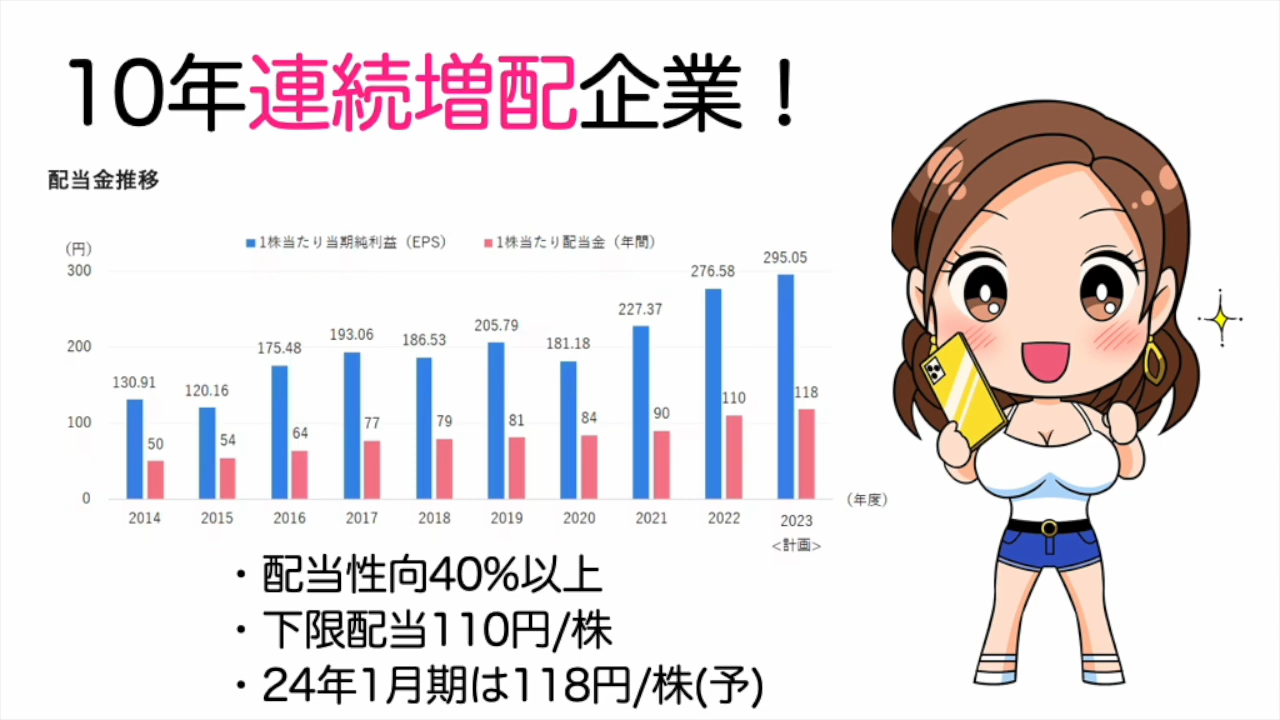 10年連続増配企業！
配当金推移
(円)
1株当たり当期純利益（EPS） 1株当たり配当金（年間）
300
200
100
0
130.91 120.16 175.48 193.06 186.53 205.79 181.18 227.37 276.58 295.05
50 54 64 77 79 81 84 90 110 118
2014 2015 2016 2017 2018 2019 2020 2021 2022 2023
（年度）
<計画>
・配当性向40%以上
・下限配当110円/株
・24年1月期は118円/株(予)